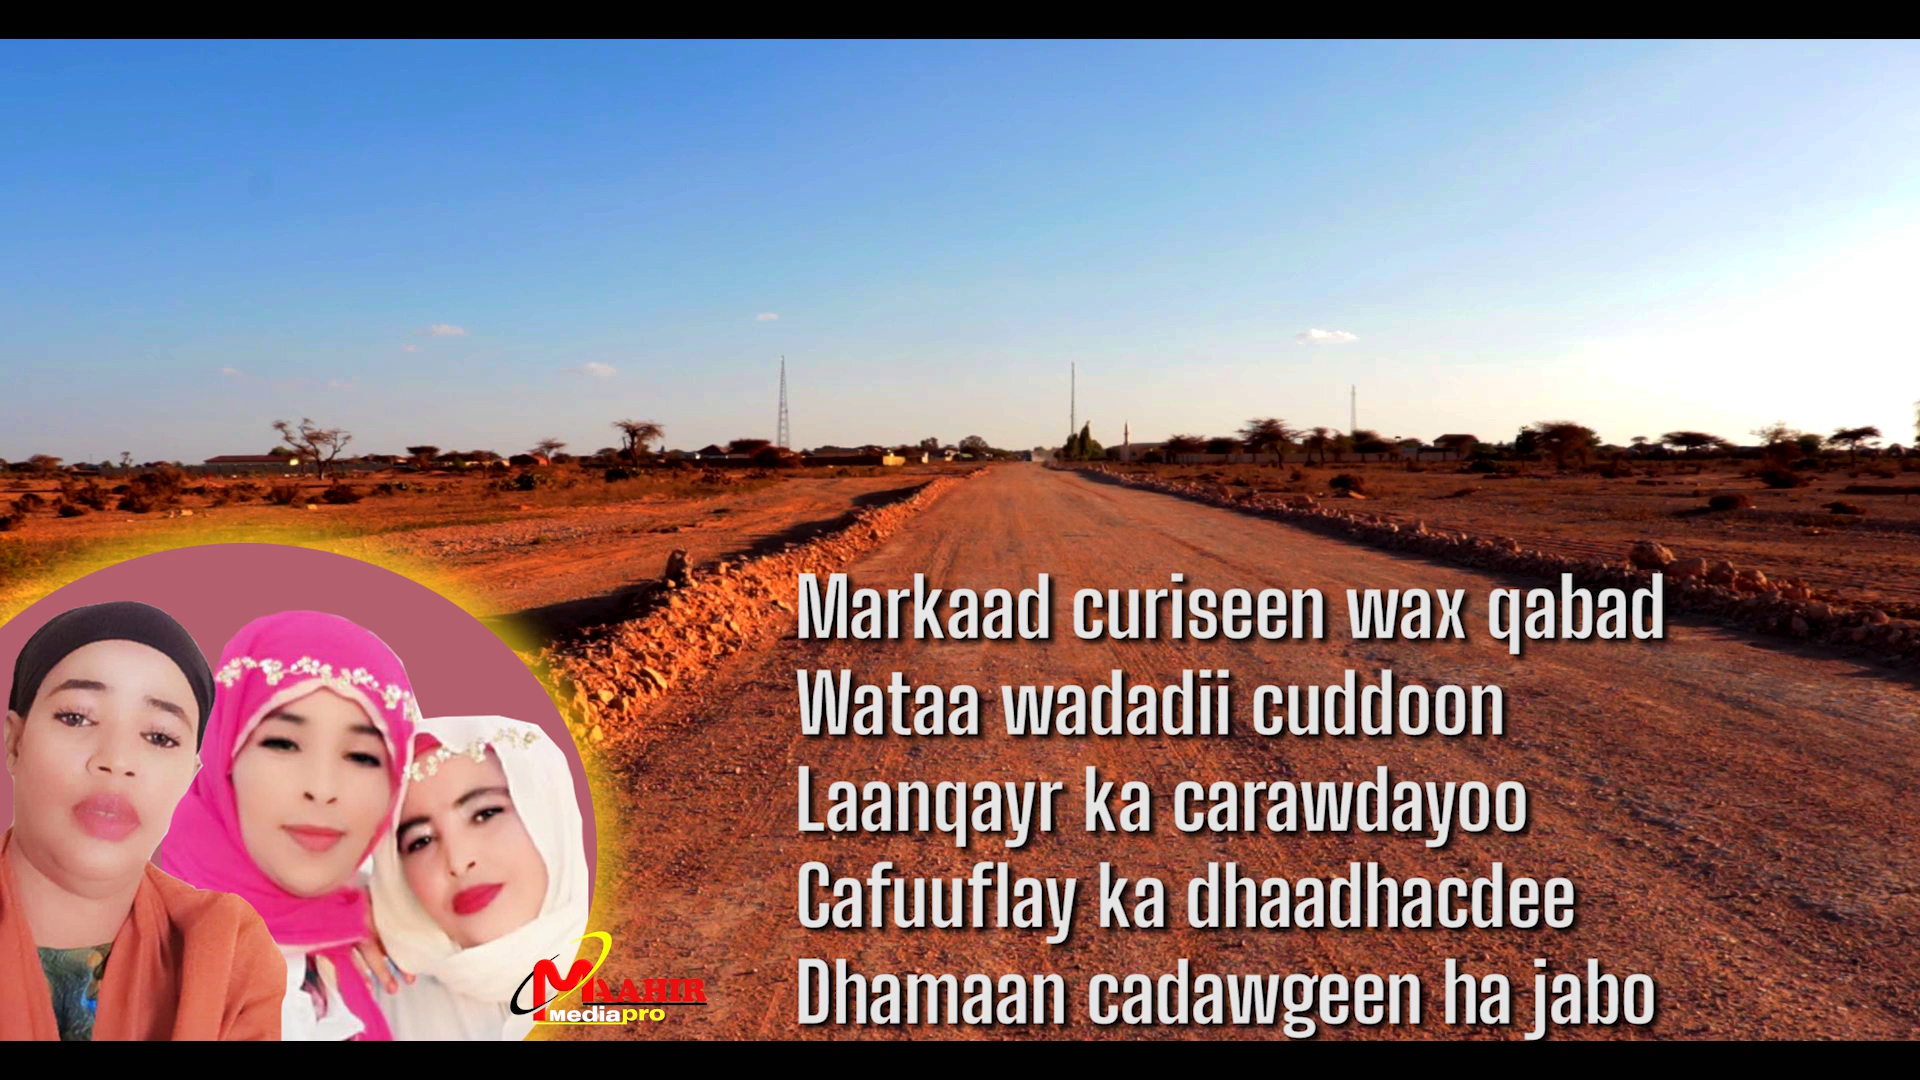 Markaad curiseen wax qabad
Wataa wadadii cuddoon
Laanqayr ka carawdayoo
Cafuuflay ka dhaadhacdee
Dhamaan cadawgeen ha jabo
MAAHIR
Mediapro